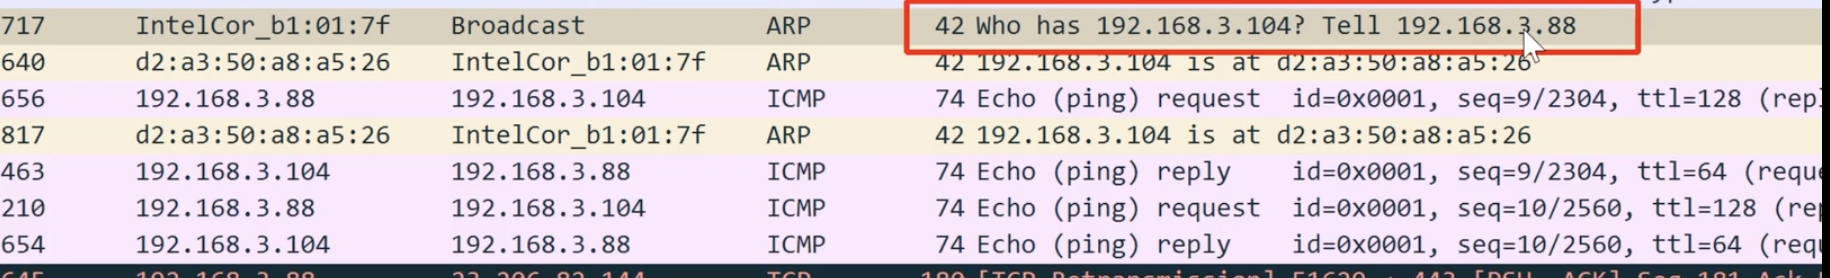 717 IntelCor_b1:01:7f Broadcast ARP 42 Who has 192.168.3.104? Tell 192.168.3.88
640 d2:a3:50:a8:a5:26 IntelCor_b1:01:7f ARP 42 192.168.3.104 is at d2:a3:50:a8:a5:26
656 192.168.3.88 192.168.3.104 ICMP 74 Echo (ping) request id=0x0001, seq=9/2304, ttl=128 (repl
817 d2:a3:50:a8:a5:26 IntelCor_b1:01:7f ARP 42 192.168.3.104 is at d2:a3:50:a8:a5:26
463 192.168.3.104 192.168.3.88 ICMP 74 Echo (ping) reply id=0x0001, seq=9/2304, ttl=64 (reque
210 192.168.3.88 192.168.3.104 ICMP 74 Echo (ping) request id=0x0001, seq=10/2560, ttl=128 (rep
654 192.168.3.104 192.168.3.88 ICMP 74 Echo (ping) reply id=0x0001, seq=10/2560, ttl=64 (requ